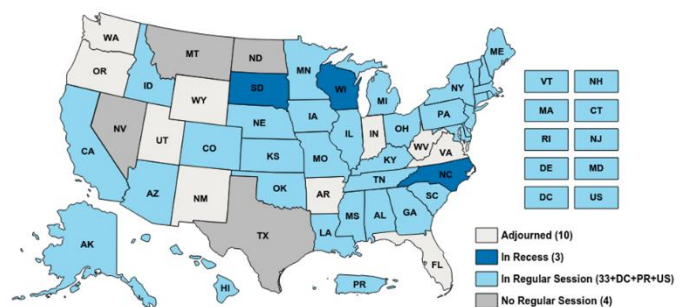 WA
MT
ND
ME
OR
MN
ID
SD
WI
NY
WY
MI
VT
NH
NE
IA
PA
MA
CT
NV
UT
IL
IN
OH
RI
NJ
CA
CO
KS
MO
WV
VA
KY
DE
MD
NC
TN
AZ
OK
NM
AR
SC
DC
US
MS
AL
GA
TX
LA
AK
FL
HI
PR
Adjourned (10)
In Recess (3)
In Regular Session (33+DC+PR+US)
No Regular Session (4)